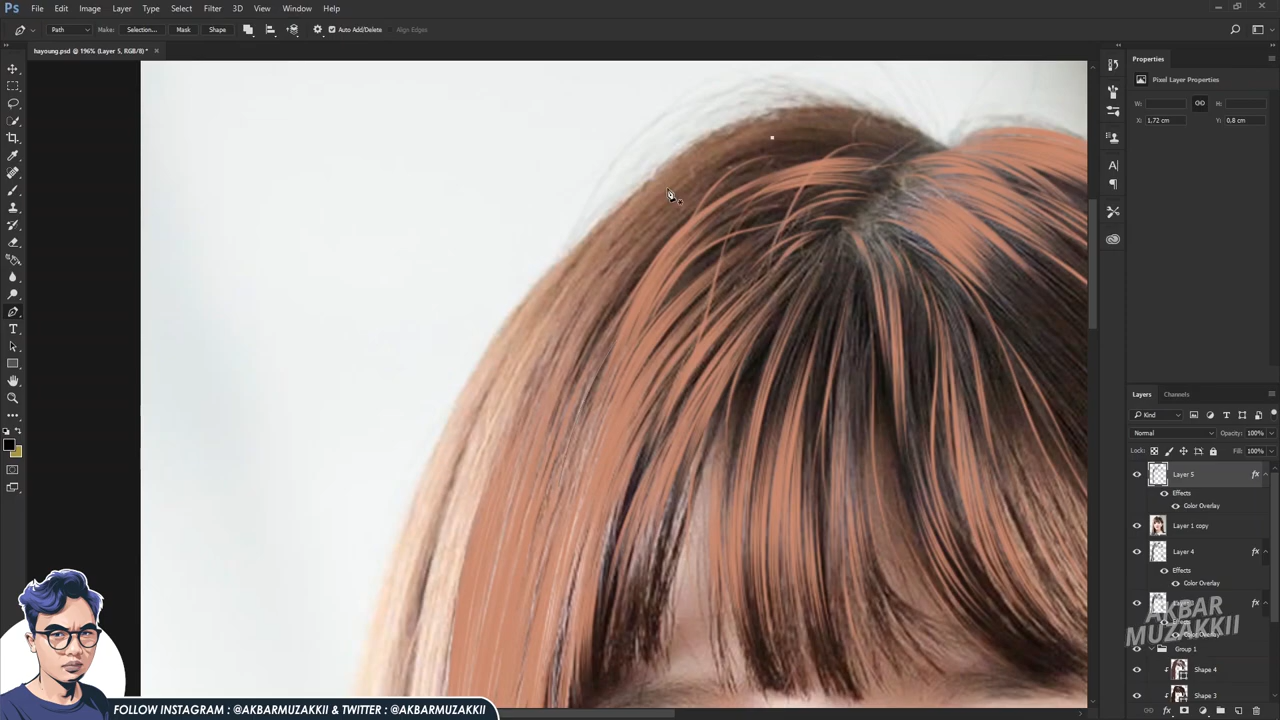 Ps File Edit Image Layer Type Select Filter 3D View Window Help
Path Make: Selection... Mask Shape Auto Add/Delete Align Edges
hayoung.psd @ 196% (Layer 5, RGB/8) * ×
Properties
Pixel Layer Properties
W: H:
X: 1.72 cm Y: 0.8 cm
Layers Channels
Kind
Normal Opacity: 100%
Lock: Fill: 100%
Layer 5 fx
Effects
Color Overlay
Layer 1 copy
Layer 4 fx
Effects
Color Overlay
fx
Group 1
Shape 4
Shape 3
AKBAR
MUZAKKII
FOLLOW INSTAGRAM : @AKBARMUZAKKII & TWITTER : @AKBARMUZAKKII